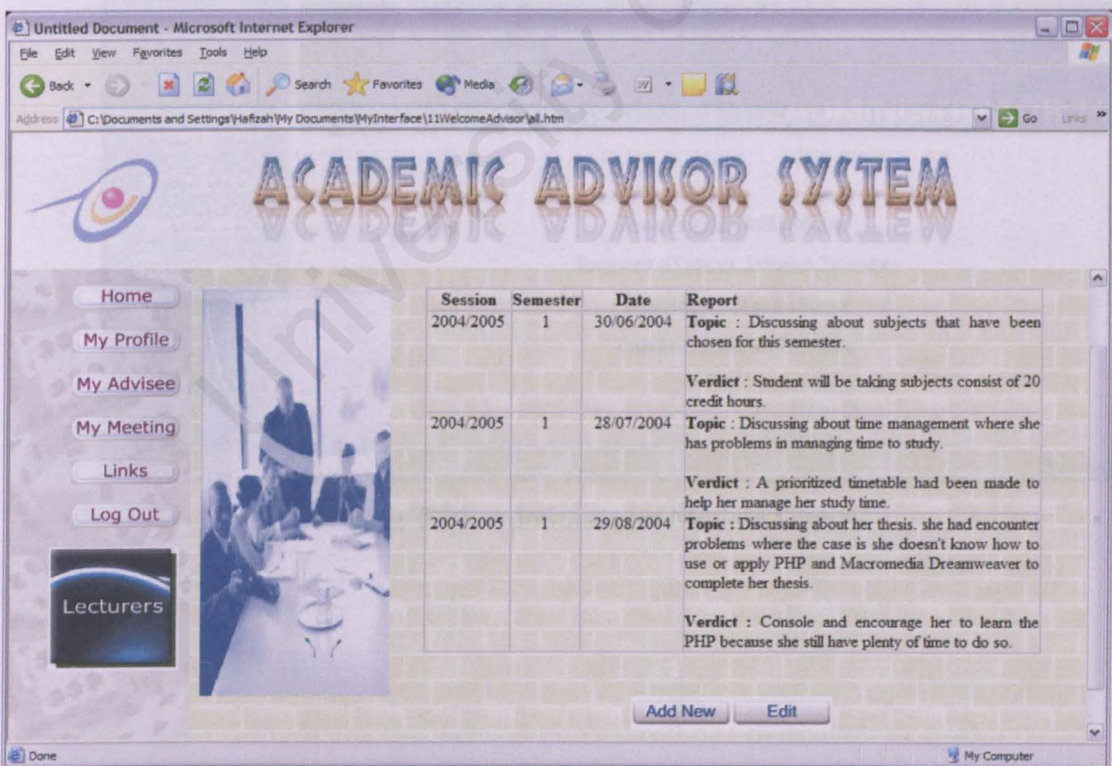 Untitled Document - Microsoft Internet Explorer
File Edit View Favorites Tools Help
Back Search Favorites Media
Address C:\Documents and Settings\Hafizah\My Documents\MyInterface\11WelcomeAdvisor\all.htm Go Links »
ACADEMIC ADVISOR SYSTEM
Home
My Profile
My Advisee
My Meeting
Links
Log Out
Lecturers
Session Semester Date Report
2004/2005 1 30/06/2004 Topic : Discussing about subjects that have been
chosen for this semester.
Verdict : Student will be taking subjects consist of 20
credit hours.
2004/2005 1 28/07/2004 Topic : Discussing about time management where she
has problems in managing time to study.
Verdict : A prioritized timetable had been made to
help her manage her study time.
2004/2005 1 29/08/2004 Topic : Discussing about her thesis. she had encounter
problems where the case is she doesn't know how to
use or apply PHP and Macromedia Dreamweaver to
complete her thesis.
Verdict : Console and encourage her to learn the
PHP because she still have plenty of time to do so.
Add New Edit
Done My Computer
University